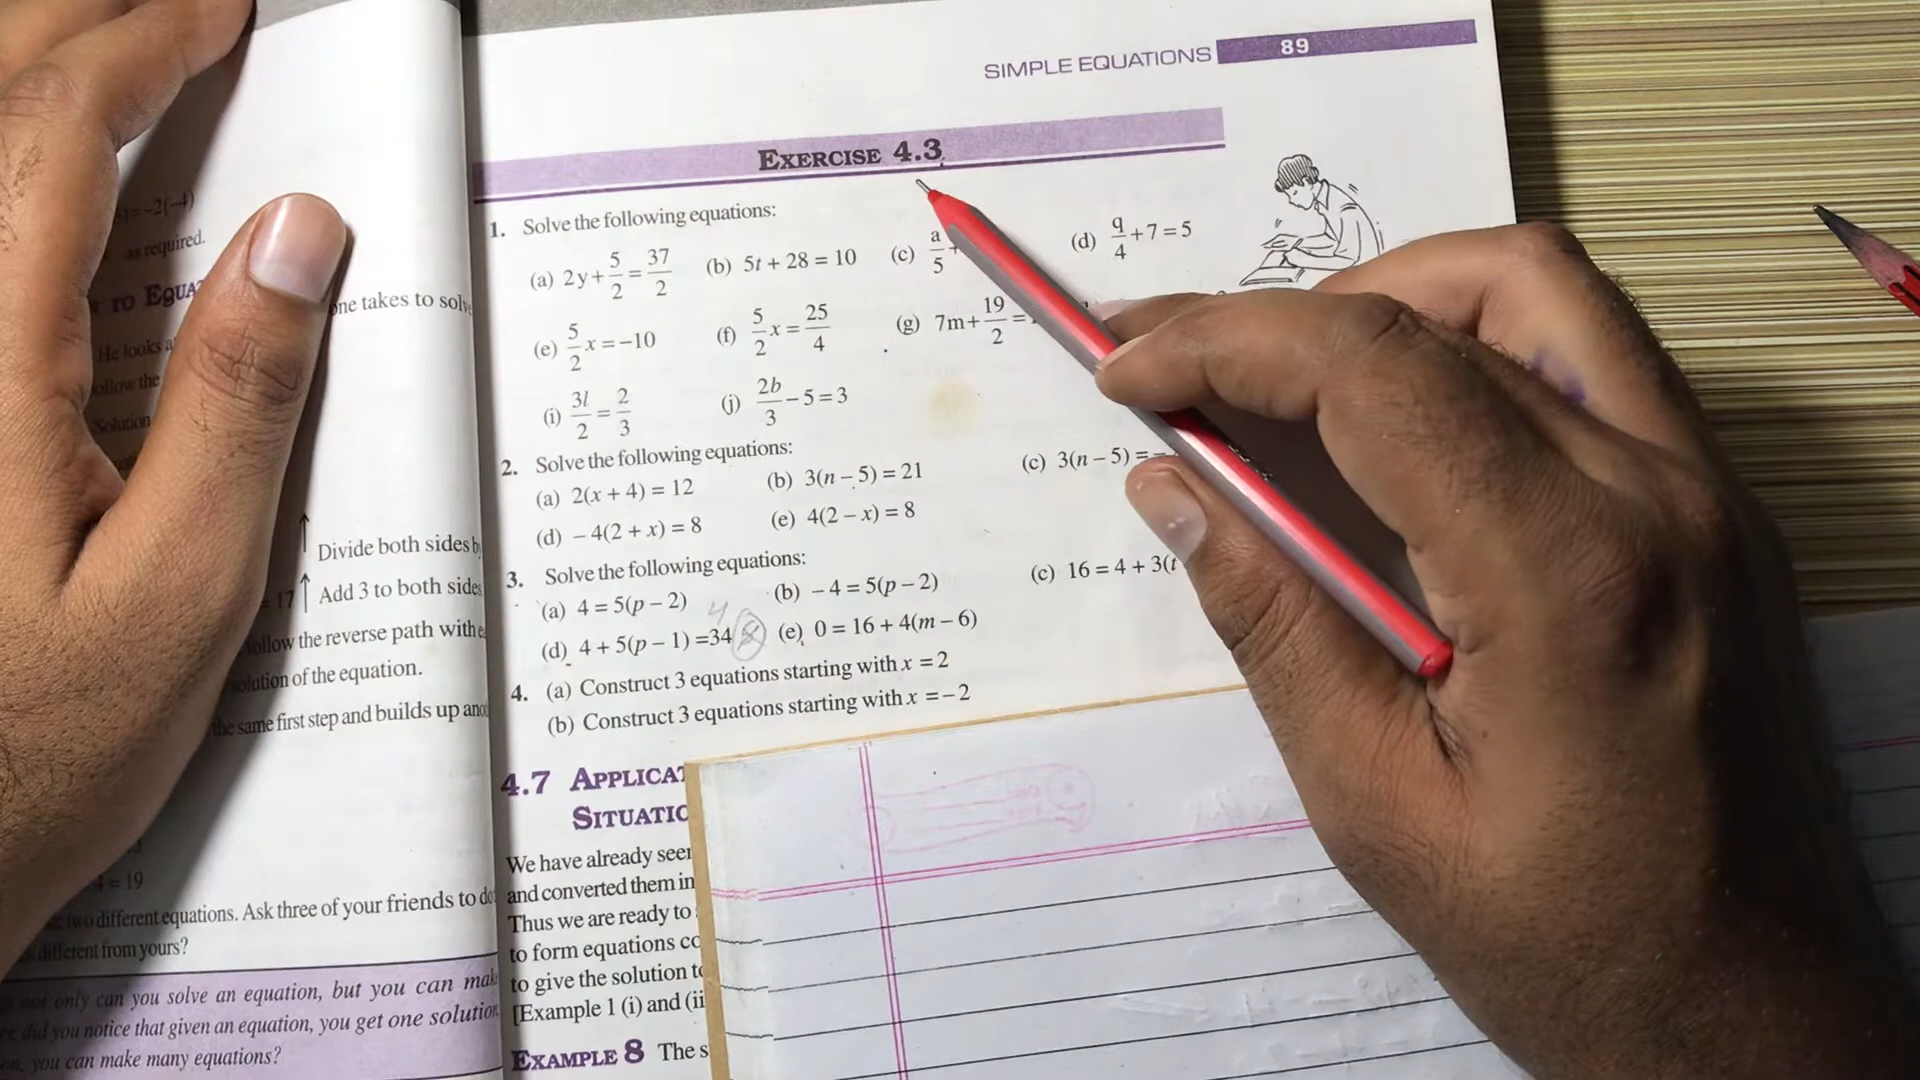 SIMPLE EQUATIONS 89
EXERCISE 4.3
1. Solve the following equations:
(a) 2y + 5/2 = 37/2 (b) 5t + 28 = 10 (c) a/5 + (d) q/4 + 7 = 5
(e) 5/2 x = –10 (f) 5/2 x = 25/4 (g) 7m + 19/2 =
(i) 3l/2 = 2/3 (j) 2b/3 – 5 = 3
2. Solve the following equations:
(a) 2(x + 4) = 12 (b) 3(n – 5) = 21 (c) 3(n – 5) = –
(d) – 4(2 + x) = 8 (e) 4(2 – x) = 8
3. Solve the following equations:
(a) 4 = 5(p – 2) (b) – 4 = 5(p – 2) (c) 16 = 4 + 3(t
(d) 4 + 5(p – 1) =34 (e) 0 = 16 + 4(m – 6)
4. (a) Construct 3 equations starting with x = 2
(b) Construct 3 equations starting with x = – 2
4.7 APPLICAT
SITUATIO
We have already seen
and converted them in
Thus we are ready to
to form equations co
to give the solution to
[Example 1 (i) and (ii
EXAMPLE 8 The s
= –2(–4)
as required.
TO EQUA
one takes to solv
He looks a
follow the
Solution
Divide both sides b
= 17 Add 3 to both sides
follow the reverse path with e
solution of the equation.
the same first step and builds up
= 19
two different equations. Ask three of your friends to do
different from yours?
not only can you solve an equation, but you can make
did you notice that given an equation, you get one solution
you can make many equations?